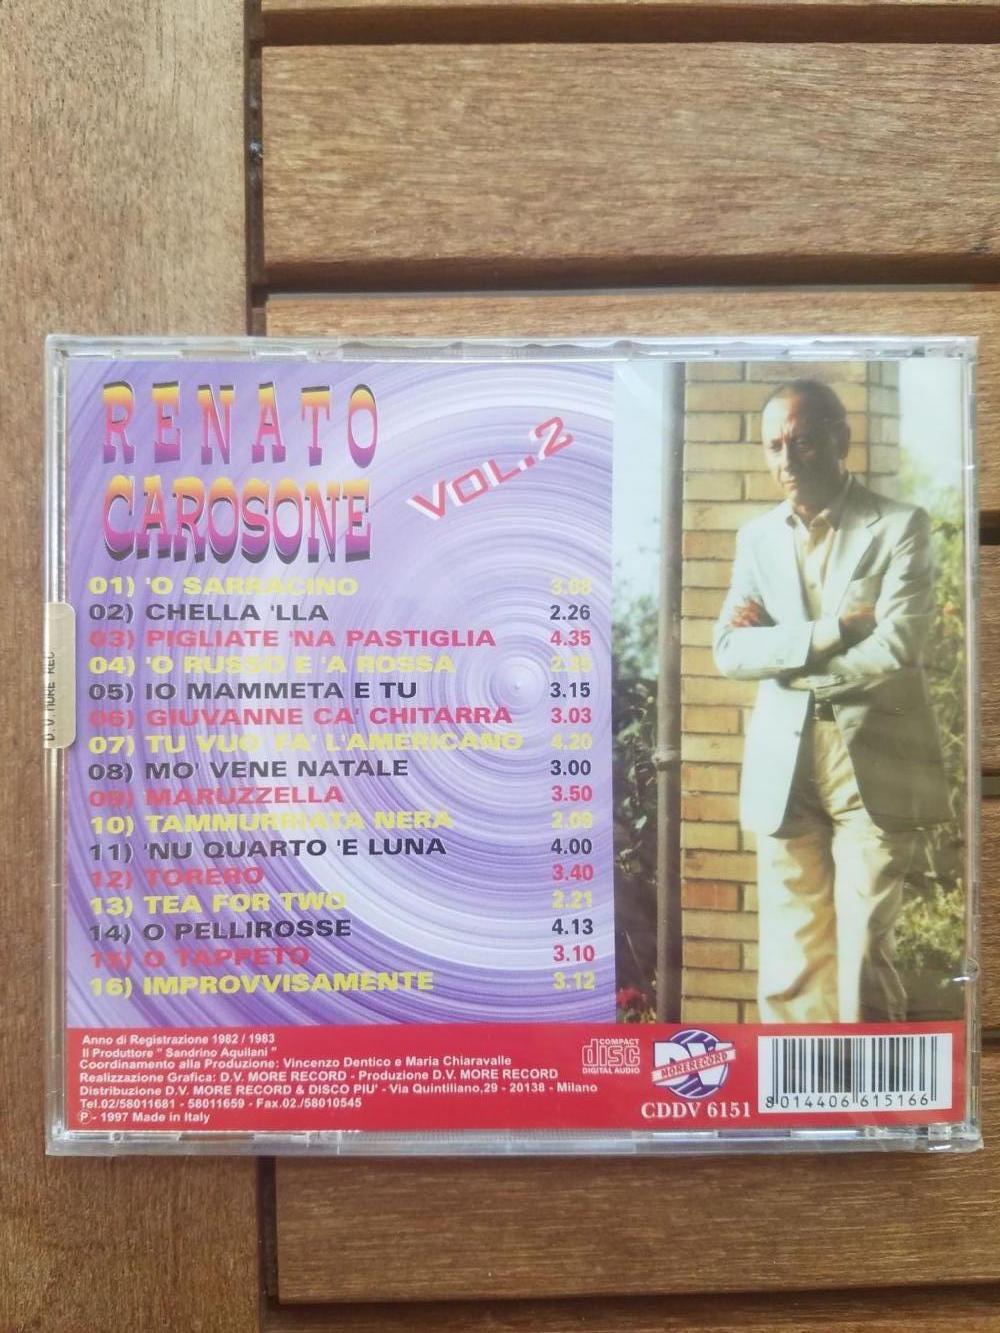 RENATO
CAROSONE
VOL.2
01) 'O SARRACINO 3.08
02) CHELLA 'LLA 2.26
03) PIGLIATE 'NA PASTIGLIA 4.35
04) 'O RUSSO E 'A ROSSA
05) IO MAMMETA E TU 3.15
06) GIUVANNE CA' CHITARRA 3.03
07) TU VUO' FA' L'AMERICANO 4.20
08) MO' VENE NATALE 3.00
09) MARUZZELLA 3.50
10) TAMMURRIATA NERA 2.09
11) 'NU QUARTO 'E LUNA 4.00
12) TORERO 3.40
13) TEA FOR TWO 2.21
14) O PELLIROSSE 4.13
15) O TAPPETO 3.10
16) IMPROVVISAMENTE 3.12
D.V. MORE REC
Anno di Registrazione 1982 / 1983
Il Produttore " Sandrino Aquilani "
Coordinamento alla Produzione: Vincenzo Dentico e Maria Chiaravalle
Realizzazione Grafica: D.V. MORE RECORD - Produzione D.V. MORE RECORD
Distribuzione D.V. MORE RECORD & DISCO PIU' - Via Quintiliano,29 - 20138 - Milano
Tel.02/58011681 - 58011659 - Fax.02./58010545
℗ - 1997 Made in Italy
COMPACT
disc
DIGITAL AUDIO
DV
MORERECORD
CDDV 6151
8 014406 615166